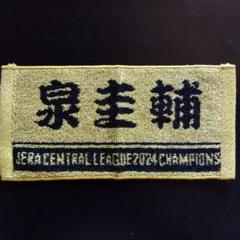 泉圭輔
JERA CENTRAL LEAGUE 2024 CHAMPIONS